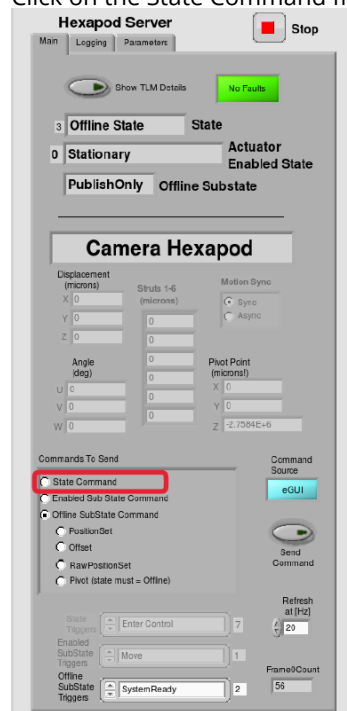 Click on the State Command
Hexapod Server
Stop
Main Logging Parameters
Show TLM Details
No Faults
3 Offline State State
0 Stationary Actuator Enabled State
PublishOnly Offline Substate
Camera Hexapod
Displacement (microns)
Struts 1-6 (microns)
Motion Sync
X 0
Y 0
Z 0
0
0
0
0
0
0
Sync
Async
Angle (deg)
U 0
V 0
W 0
Pivot Point (microns!)
X 0
Y 0
Z -2.7584E+6
Commands To Send
Command Source
State Command
eGUI
Enabled Sub State Command
Offline SubState Command
PositionSet
Offset
RawPositionSet
Pivot (state must = Offline)
Send Command
Refresh at [Hz]
20
State Triggers Enter Control 7
Enabled SubState Triggers Move 1
Offline SubState Triggers SystemReady 2
Frame0Count
56